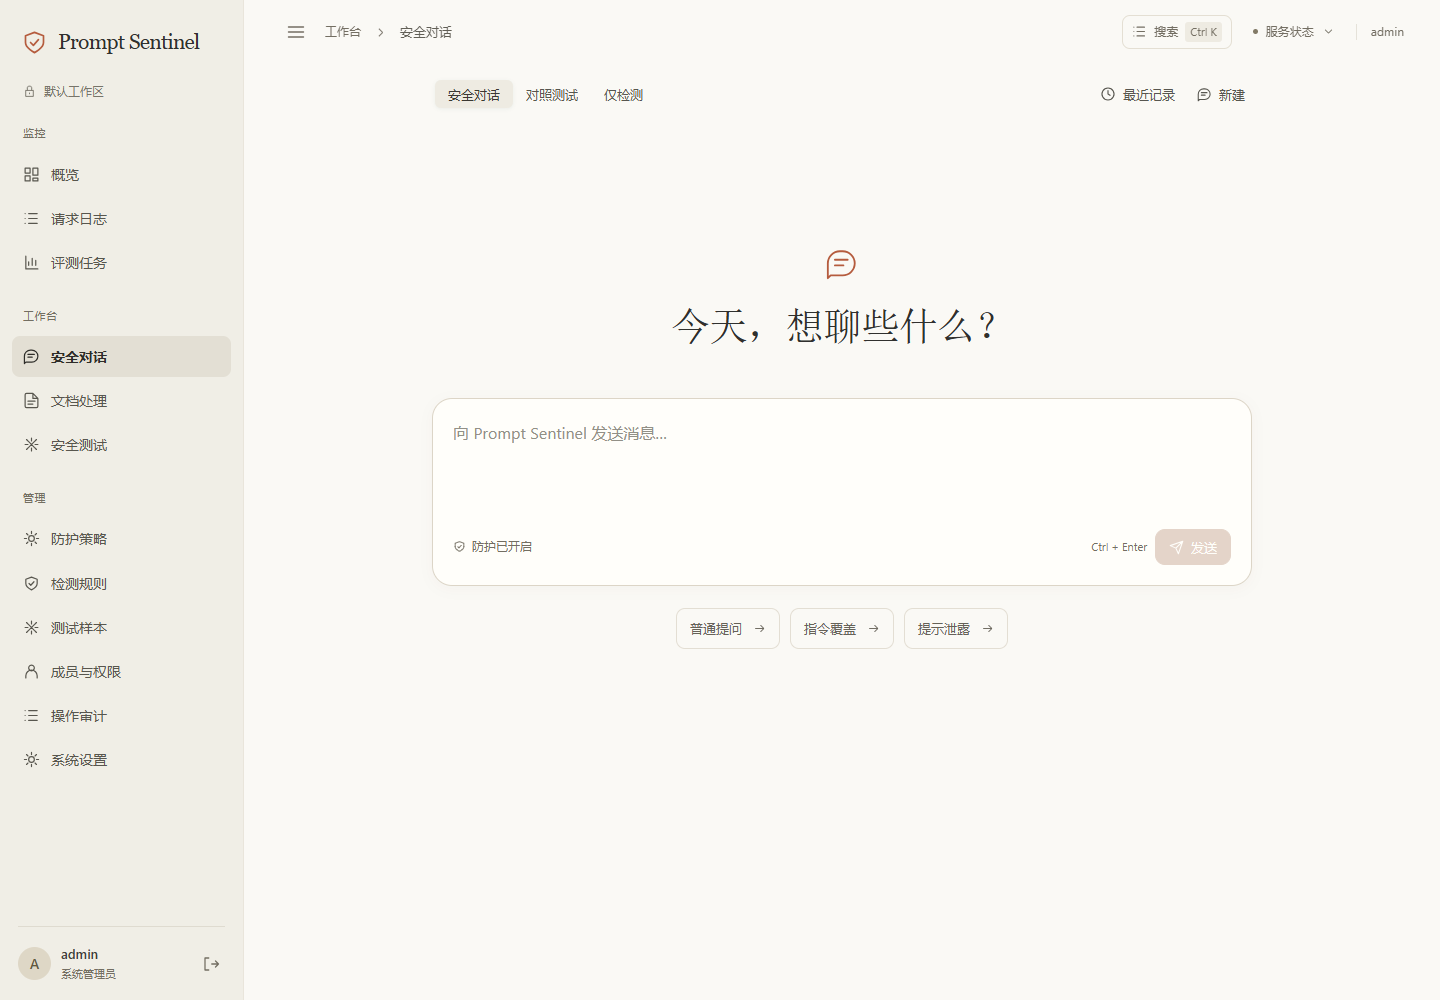 Prompt Sentinel
默认工作区
监控
概览
请求日志
评测任务
工作台
安全对话
文档处理
安全测试
管理
防护策略
检测规则
测试样本
成员与权限
操作审计
系统设置
A
admin
系统管理员
工作台 > 安全对话
搜索 Ctrl K
服务状态
admin
安全对话 对照测试 仅检测
最近记录 新建
今天，想聊些什么？
向 Prompt Sentinel 发送消息...
防护已开启
Ctrl + Enter 发送
普通提问 →
指令覆盖 →
提示泄露 →